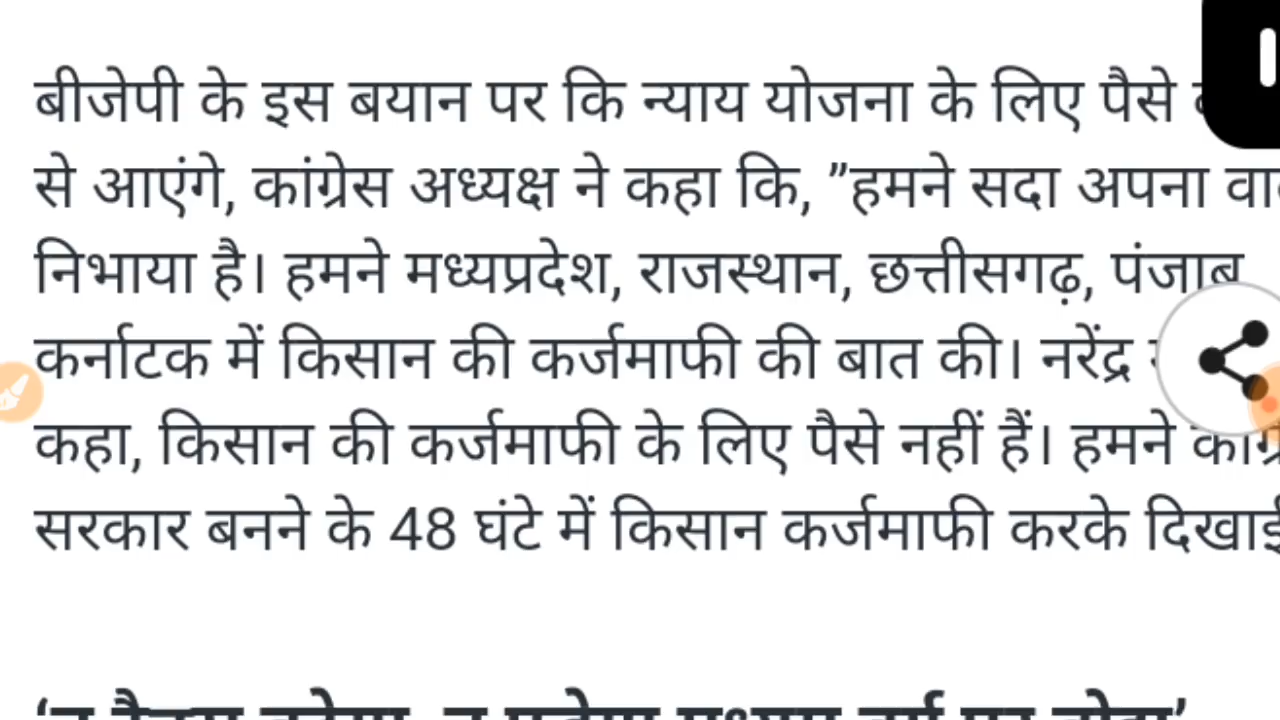 बीजेपी के इस बयान पर कि न्याय योजना के लिए पैसे
से आएंगे, कांग्रेस अध्यक्ष ने कहा कि, ”हमने सदा अपना
निभाया है। हमने मध्यप्रदेश, राजस्थान, छत्तीसगढ़, पंजाब
कर्नाटक में किसान की कर्जमाफी की बात की। नरेंद्र
कहा, किसान की कर्जमाफी के लिए पैसे नहीं हैं। हमने
सरकार बनने के 48 घंटे में किसान कर्जमाफी करके दिखाई